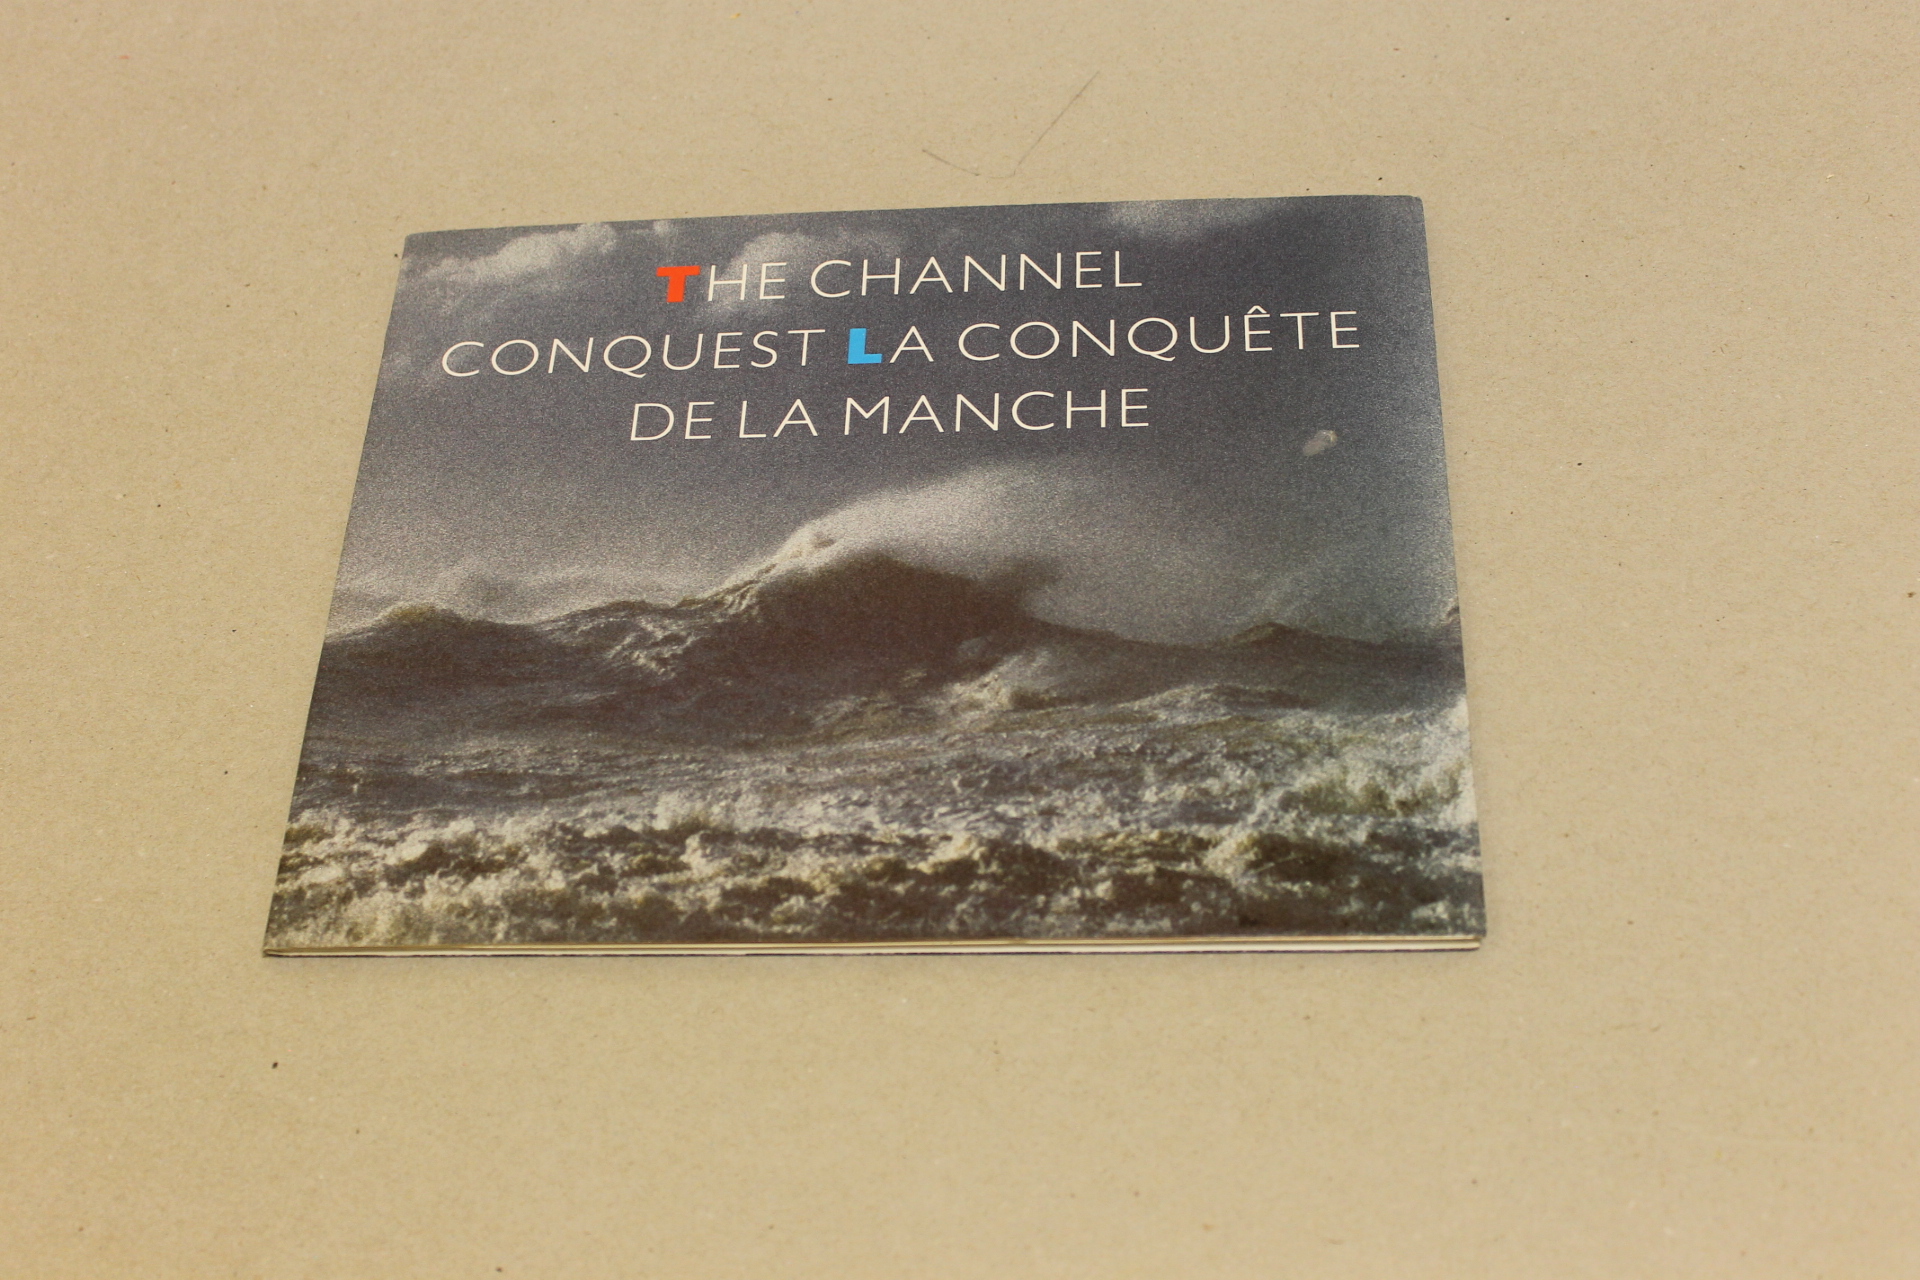 THE CHANNEL
CONQUEST LA CONQUÊTE
DE LA MANCHE